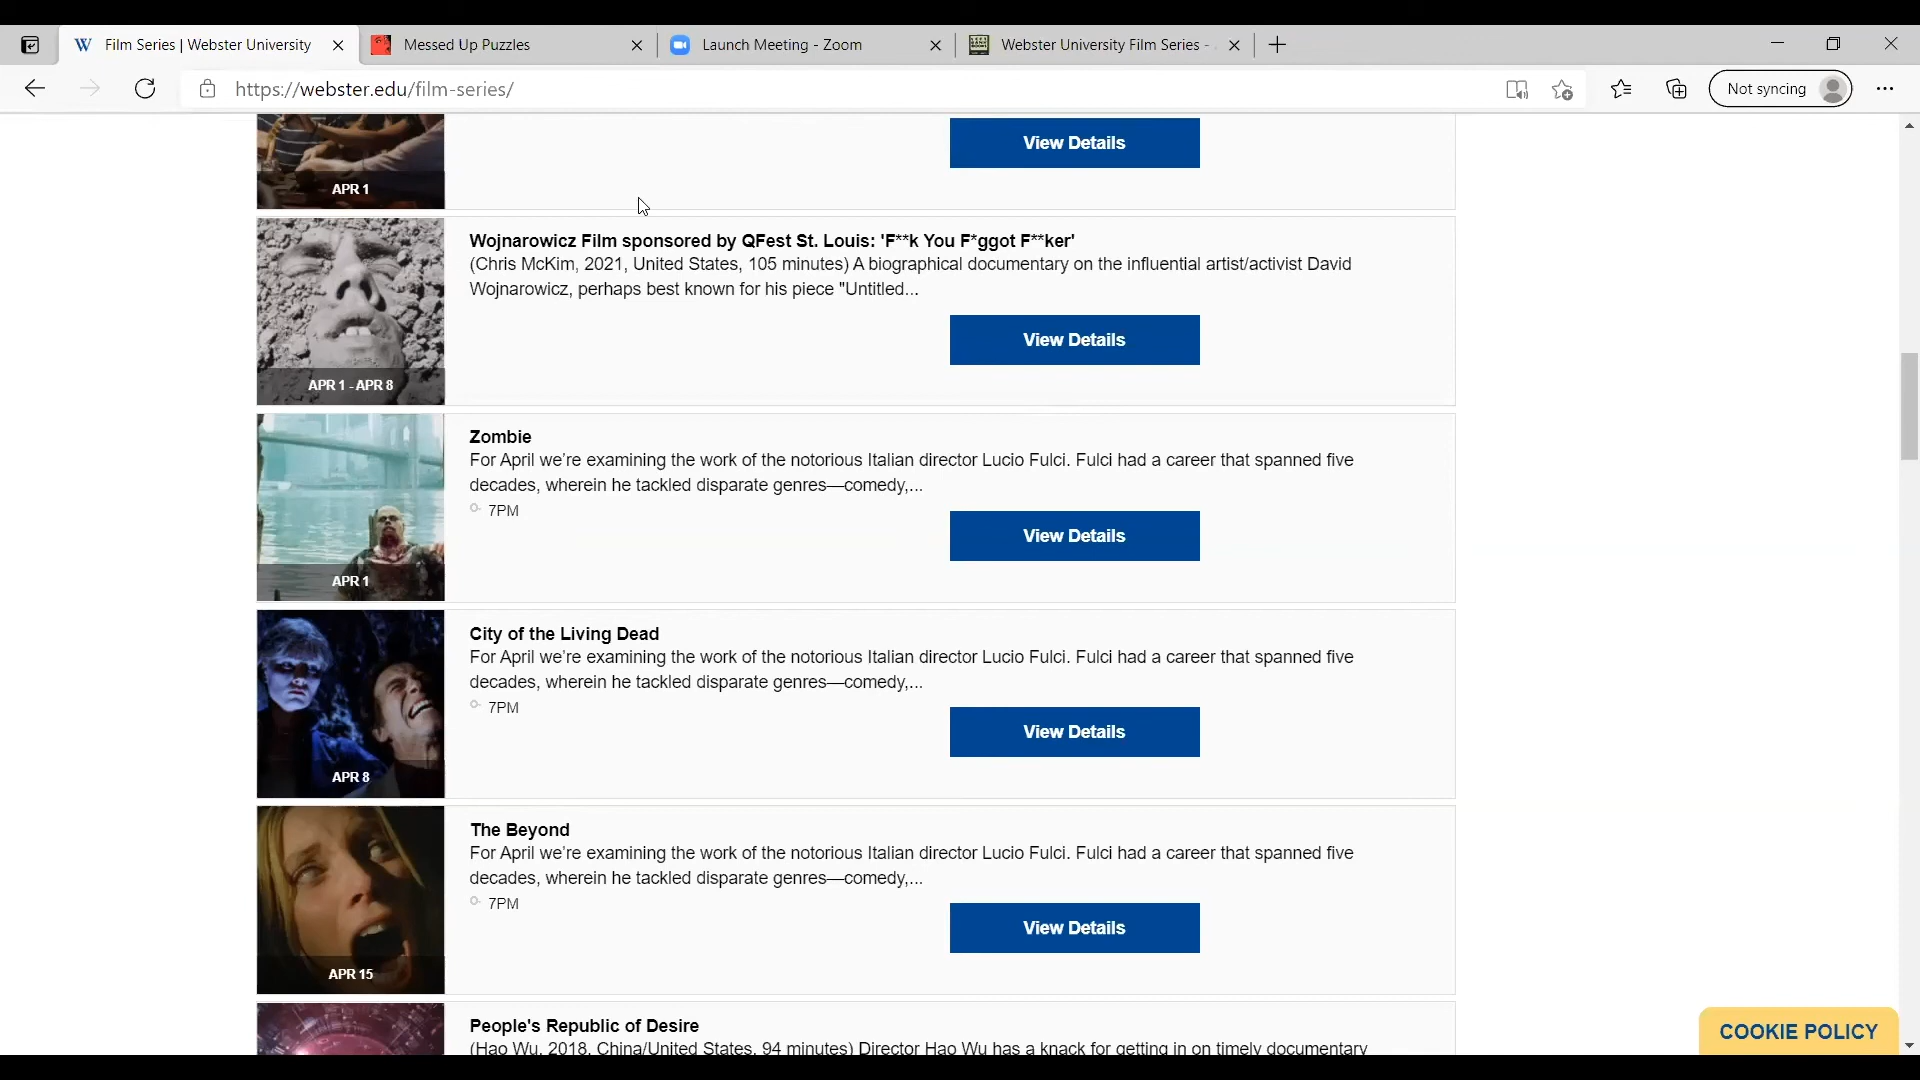 Film Series | Webster University
Messed Up Puzzles
Launch Meeting - Zoom
Webster University Film Series -
https://webster.edu/film-series/
Not syncing
View Details
APR 1
Wojnarowicz Film sponsored by QFest St. Louis: 'F**k You F*ggot F**ker'
(Chris McKim, 2021, United States, 105 minutes) A biographical documentary on the influential artist/activist David
Wojnarowicz, perhaps best known for his piece "Untitled...
View Details
APR 1 - APR 8
Zombie
For April we're examining the work of the notorious Italian director Lucio Fulci. Fulci had a career that spanned five
decades, wherein he tackled disparate genres—comedy,...
7PM
View Details
APR 1
City of the Living Dead
For April we're examining the work of the notorious Italian director Lucio Fulci. Fulci had a career that spanned five
decades, wherein he tackled disparate genres—comedy,...
7PM
View Details
APR 8
The Beyond
For April we're examining the work of the notorious Italian director Lucio Fulci. Fulci had a career that spanned five
decades, wherein he tackled disparate genres—comedy,...
7PM
View Details
APR 15
People's Republic of Desire
(Hao Wu, 2018, China/United States, 94 minutes) Director Hao Wu has a knack for getting in on timely documentary
COOKIE POLICY